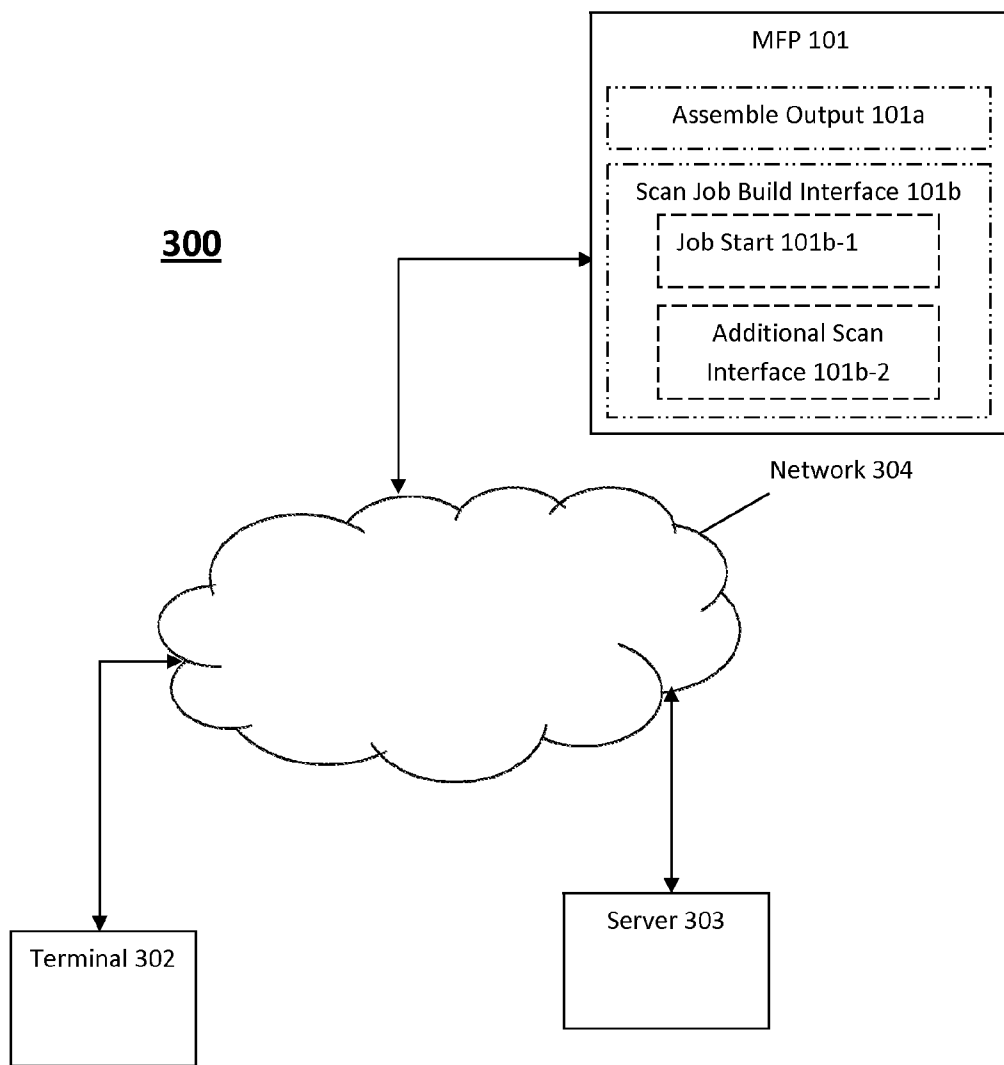 MFP 101
Assemble Output 101a
Scan Job Build Interface 101b
Job Start 101b-1
Additional Scan
Interface 101b-2
300
Network 304
Server 303
Terminal 302